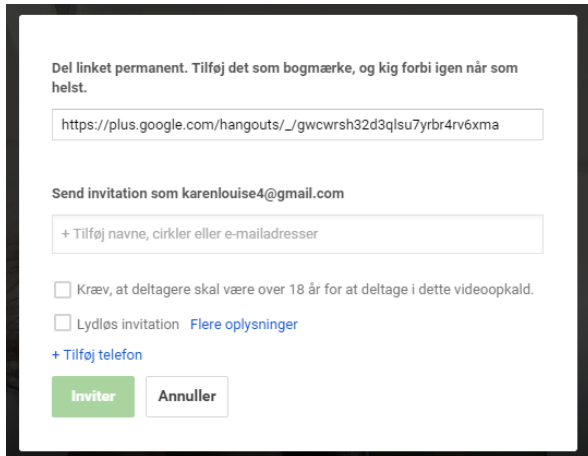 Del linket permanent. Tilføj det som bogmærke, og kig forbi igen når som
helst.
https://plus.google.com/hangouts/_/gwcwrsh32d3qlsu7yrbr4rv6xma
Send invitation som karenlouise4@gmail.com
+ Tilføj navne, cirkler eller e-mailadresser
Kræv, at deltagere skal være over 18 år for at deltage i dette videoopkald.
Lydløs invitation Flere oplysninger
+ Tilføj telefon
Inviter Annuller